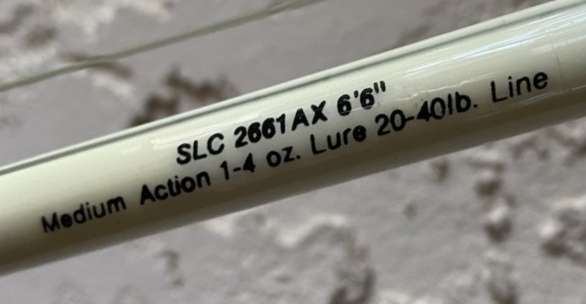 SLC 2661AX 6'6"
Medium Action 1-4 oz. Lure 20-40lb. Line